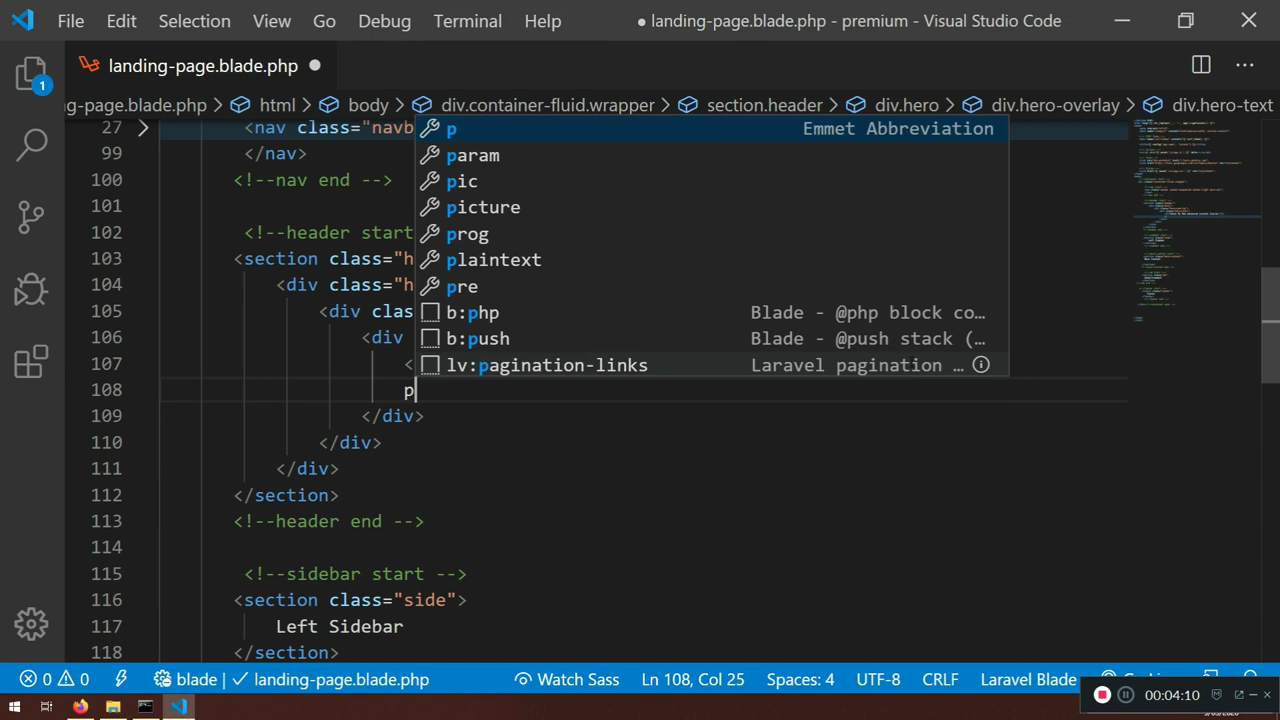 File Edit Selection View Go Debug Terminal Help ● landing-page.blade.php - premium - Visual Studio Code
landing-page.blade.php
1
ng-page.blade.php > html > body > div.container-fluid.wrapper > section.header > div.hero > div.hero-overlay > div.hero-text
27 <nav class="navb
99 </nav>
100 <!--nav end -->
101
102 <!--header start
103 <section class="h
104 <div class="h
105 <div clas
106 <div
107 <
108 p
109 </div>
110 </div>
111 </div>
112 </section>
113 <!--header end -->
114
115 <!--sidebar start -->
116 <section class="side">
117 Left Sidebar
118 </section>
p Emmet Abbreviation
param
pic
picture
prog
plaintext
pre
b:php Blade - @php block co…
b:push Blade - @push stack (…
lv:pagination-links Laravel pagination …
0 0 blade | ✓ landing-page.blade.php Watch Sass Ln 108, Col 25 Spaces: 4 UTF-8 CRLF Laravel Blade
00:04:10